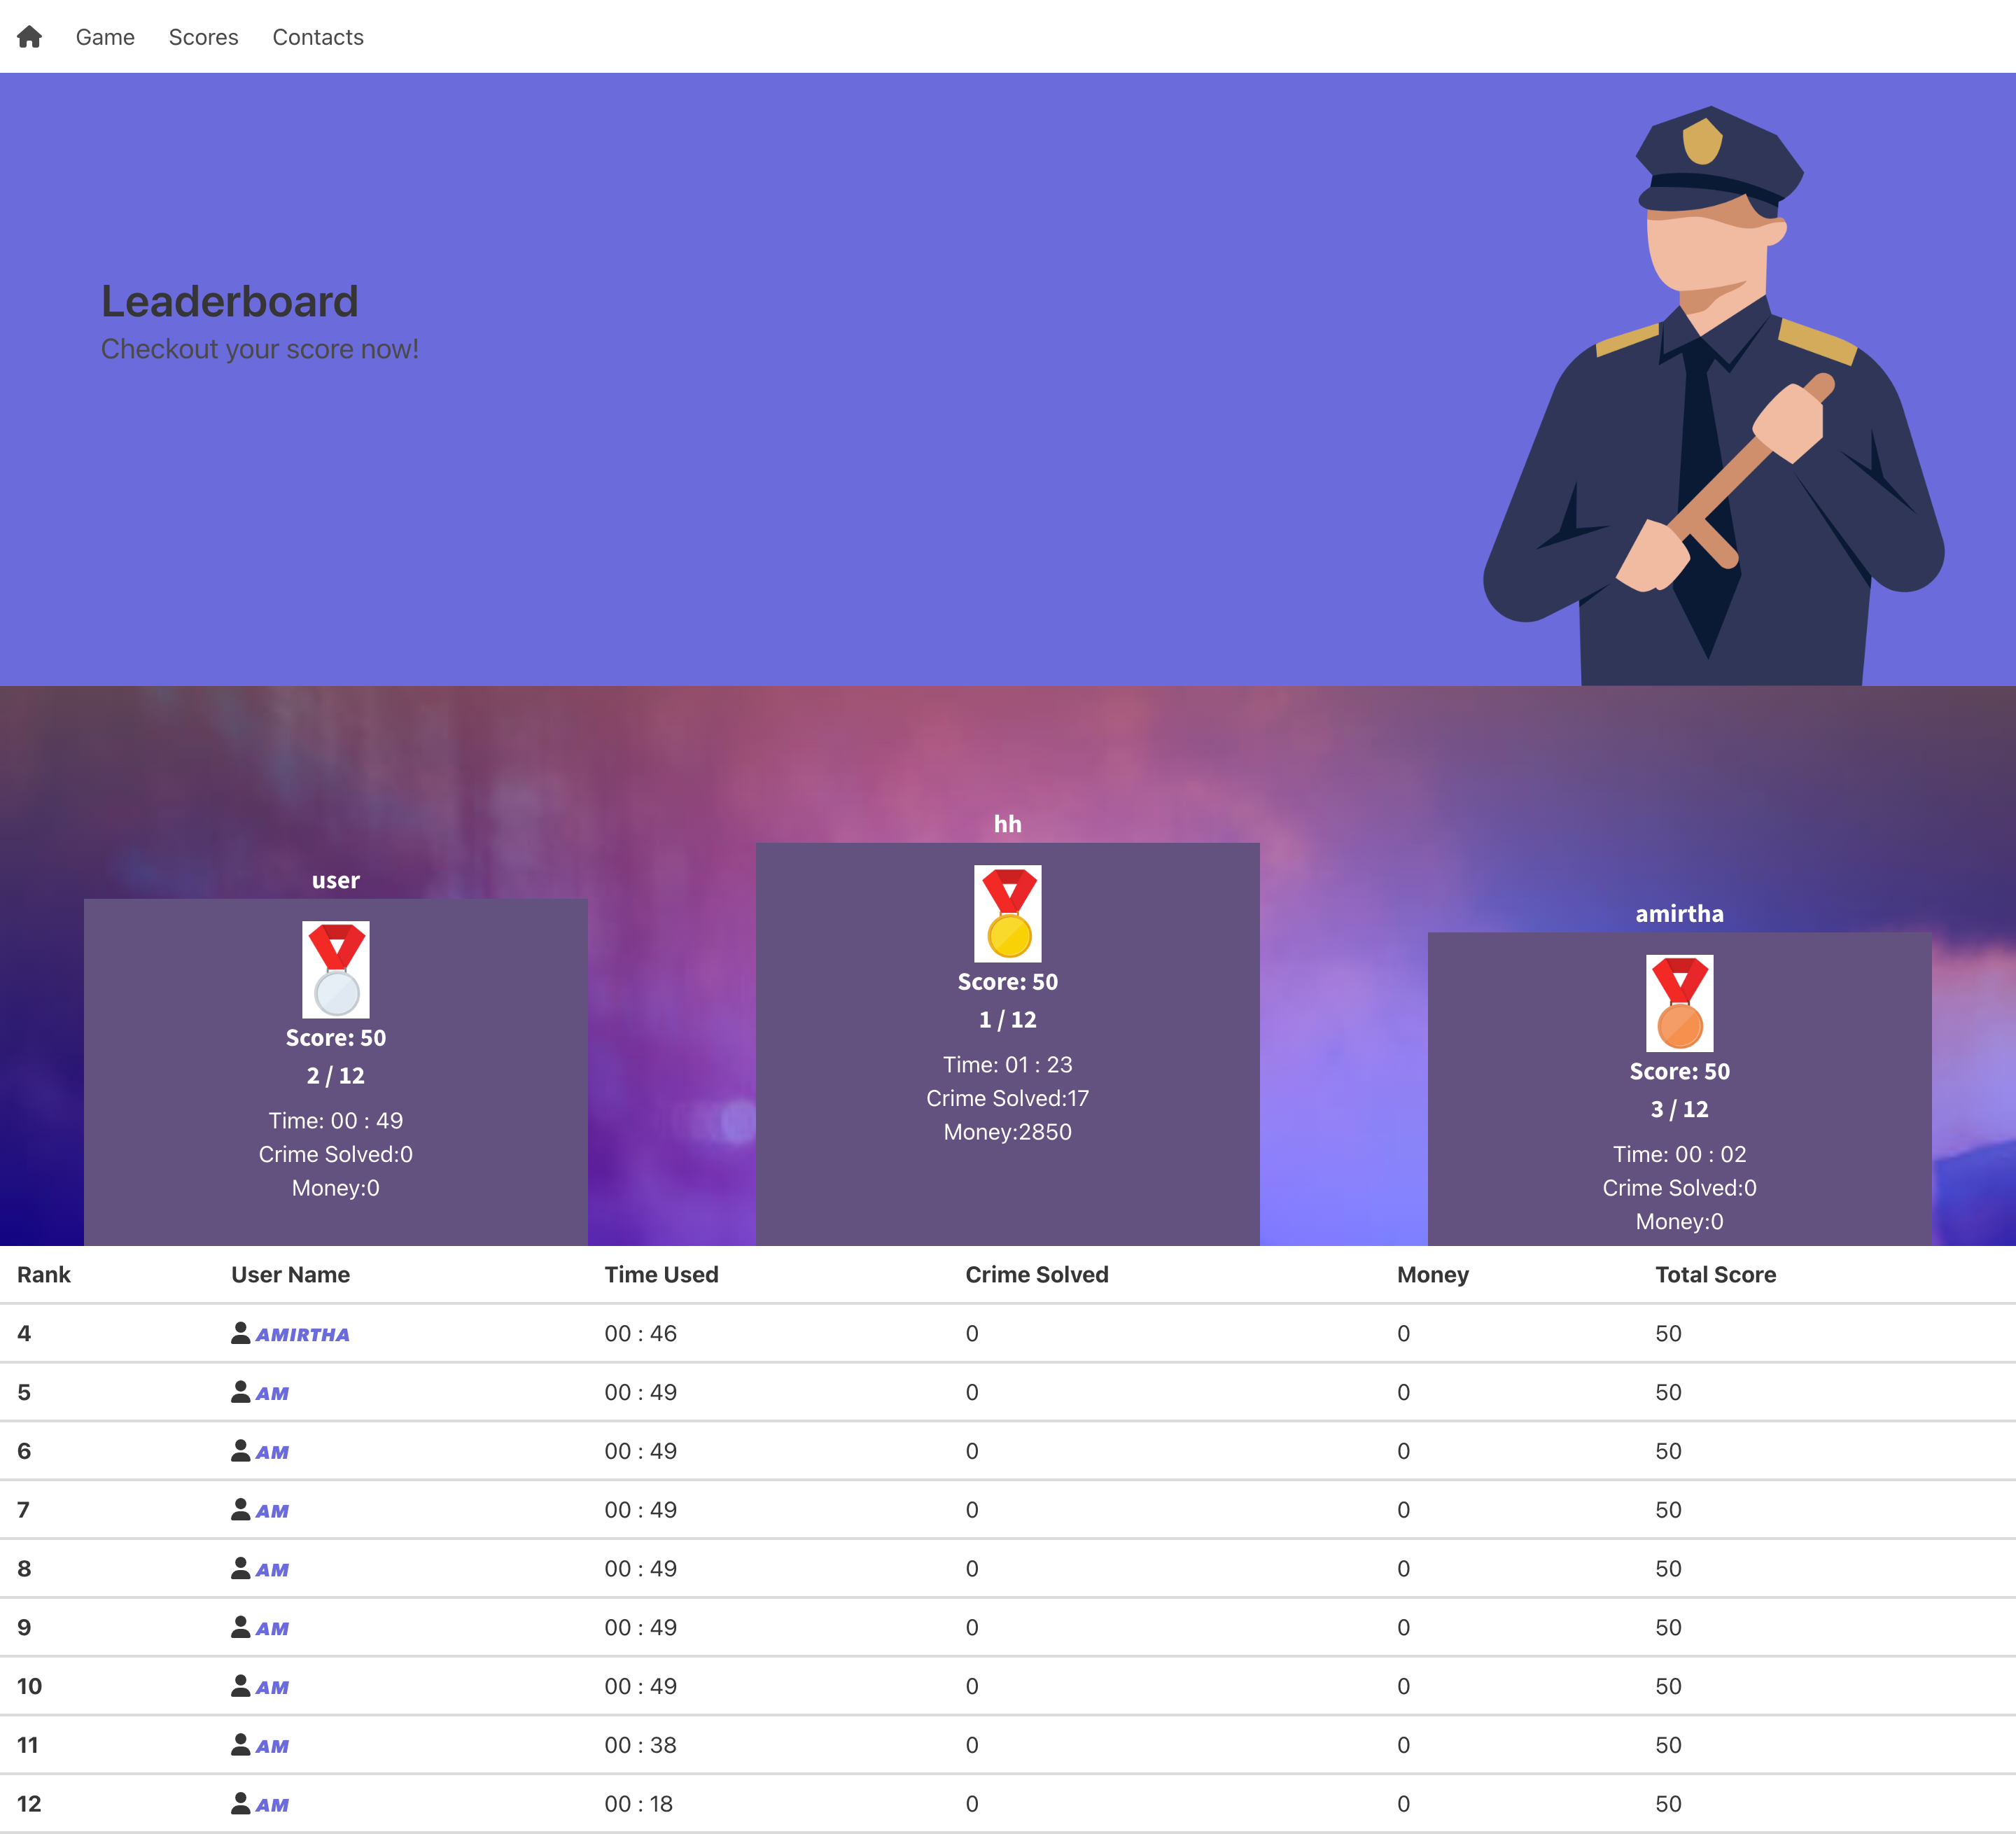 Game Scores Contacts
Leaderboard
Checkout your score now!
user
Score: 50
2 / 12
Time: 00 : 49
Crime Solved:0
Money:0
hh
Score: 50
1 / 12
Time: 01 : 23
Crime Solved:17
Money:2850
amirtha
Score: 50
3 / 12
Time: 00 : 02
Crime Solved:0
Money:0
Rank User Name Time Used Crime Solved Money Total Score
4 AMIRTHA 00 : 46 0 0 50
5 AM 00 : 49 0 0 50
6 AM 00 : 49 0 0 50
7 AM 00 : 49 0 0 50
8 AM 00 : 49 0 0 50
9 AM 00 : 49 0 0 50
10 AM 00 : 49 0 0 50
11 AM 00 : 38 0 0 50
12 AM 00 : 18 0 0 50